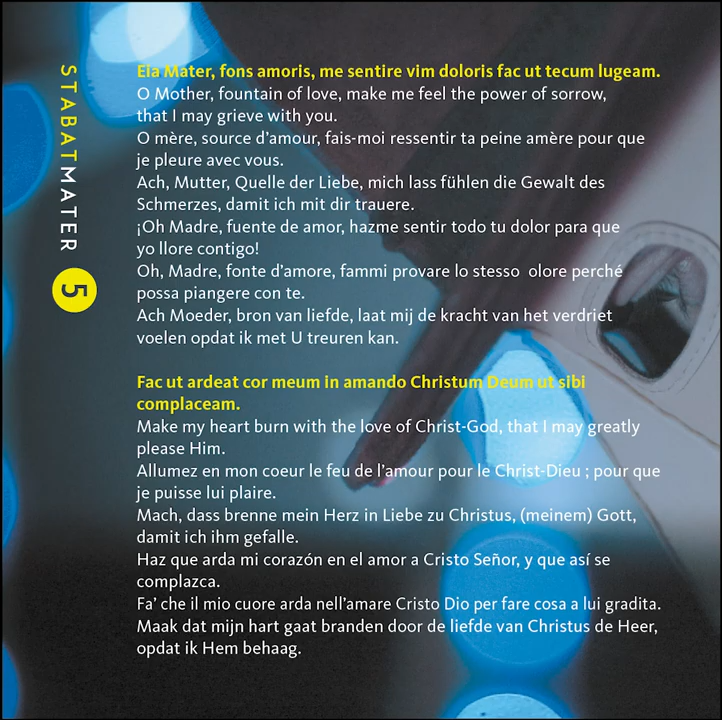 STABAT MATER
5
Eia Mater, fons amoris, me sentire vim doloris fac ut tecum lugeam.
O Mother, fountain of love, make me feel the power of sorrow,
that I may grieve with you.
O mère, source d'amour, fais-moi ressentir ta peine amère pour que
je pleure avec vous.
Ach, Mutter, Quelle der Liebe, mich lass fühlen die Gewalt des
Schmerzes, damit ich mit dir trauere.
¡Oh Madre, fuente de amor, hazme sentir todo tu dolor para que
yo llore contigo!
Oh, Madre, fonte d'amore, fammi provare lo stesso olore perché
possa piangere con te.
Ach Moeder, bron van liefde, laat mij de kracht van het verdriet
voelen opdat ik met U treuren kan.
Fac ut ardeat cor meum in amando Christum Deum ut sibi
complaceam.
Make my heart burn with the love of Christ-God, that I may greatly
please Him.
Allumez en mon coeur le feu de l'amour pour le Christ-Dieu ; pour que
je puisse lui plaire.
Mach, dass brenne mein Herz in Liebe zu Christus, (meinem) Gott,
damit ich ihm gefalle.
Haz que arda mi corazón en el amor a Cristo Señor, y que así se
complazca.
Fa' che il mio cuore arda nell'amare Cristo Dio per fare cosa a lui gradita.
Maak dat mijn hart gaat branden door de liefde van Christus de Heer,
opdat ik Hem behaag.